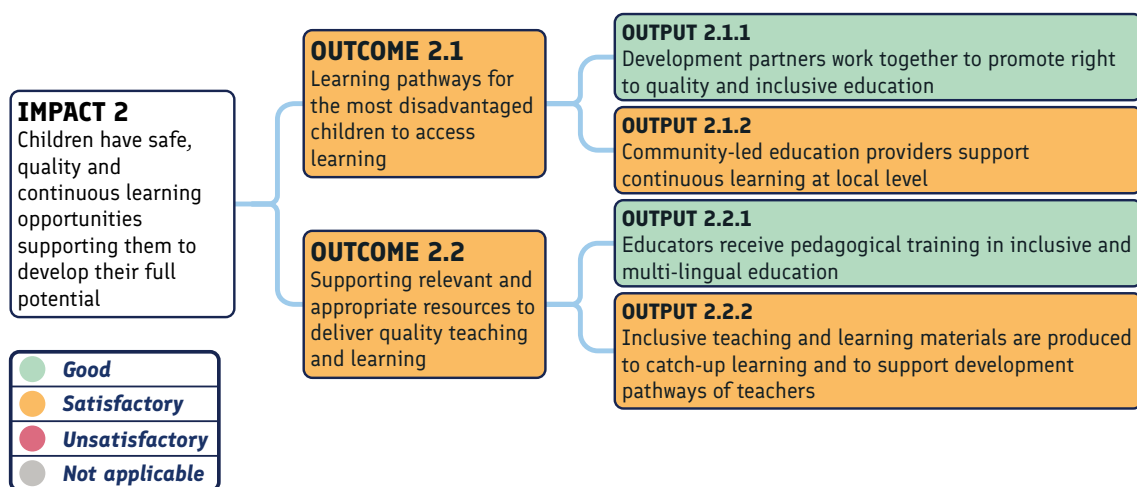 IMPACT 2
Children have safe,
quality and
continuous learning
opportunities
supporting them to
develop their full
potential
OUTCOME 2.1
Learning pathways for
the most disadvantaged
children to access
learning
OUTCOME 2.2
Supporting relevant and
appropriate resources to
deliver quality teaching
and learning
OUTPUT 2.1.1
Development partners work together to promote right
to quality and inclusive education
OUTPUT 2.1.2
Community-led education providers support
continuous learning at local level
OUTPUT 2.2.1
Educators receive pedagogical training in inclusive and
multi-lingual education
OUTPUT 2.2.2
Inclusive teaching and learning materials are produced
to catch-up learning and to support development
pathways of teachers
Good
Satisfactory
Unsatisfactory
Not applicable